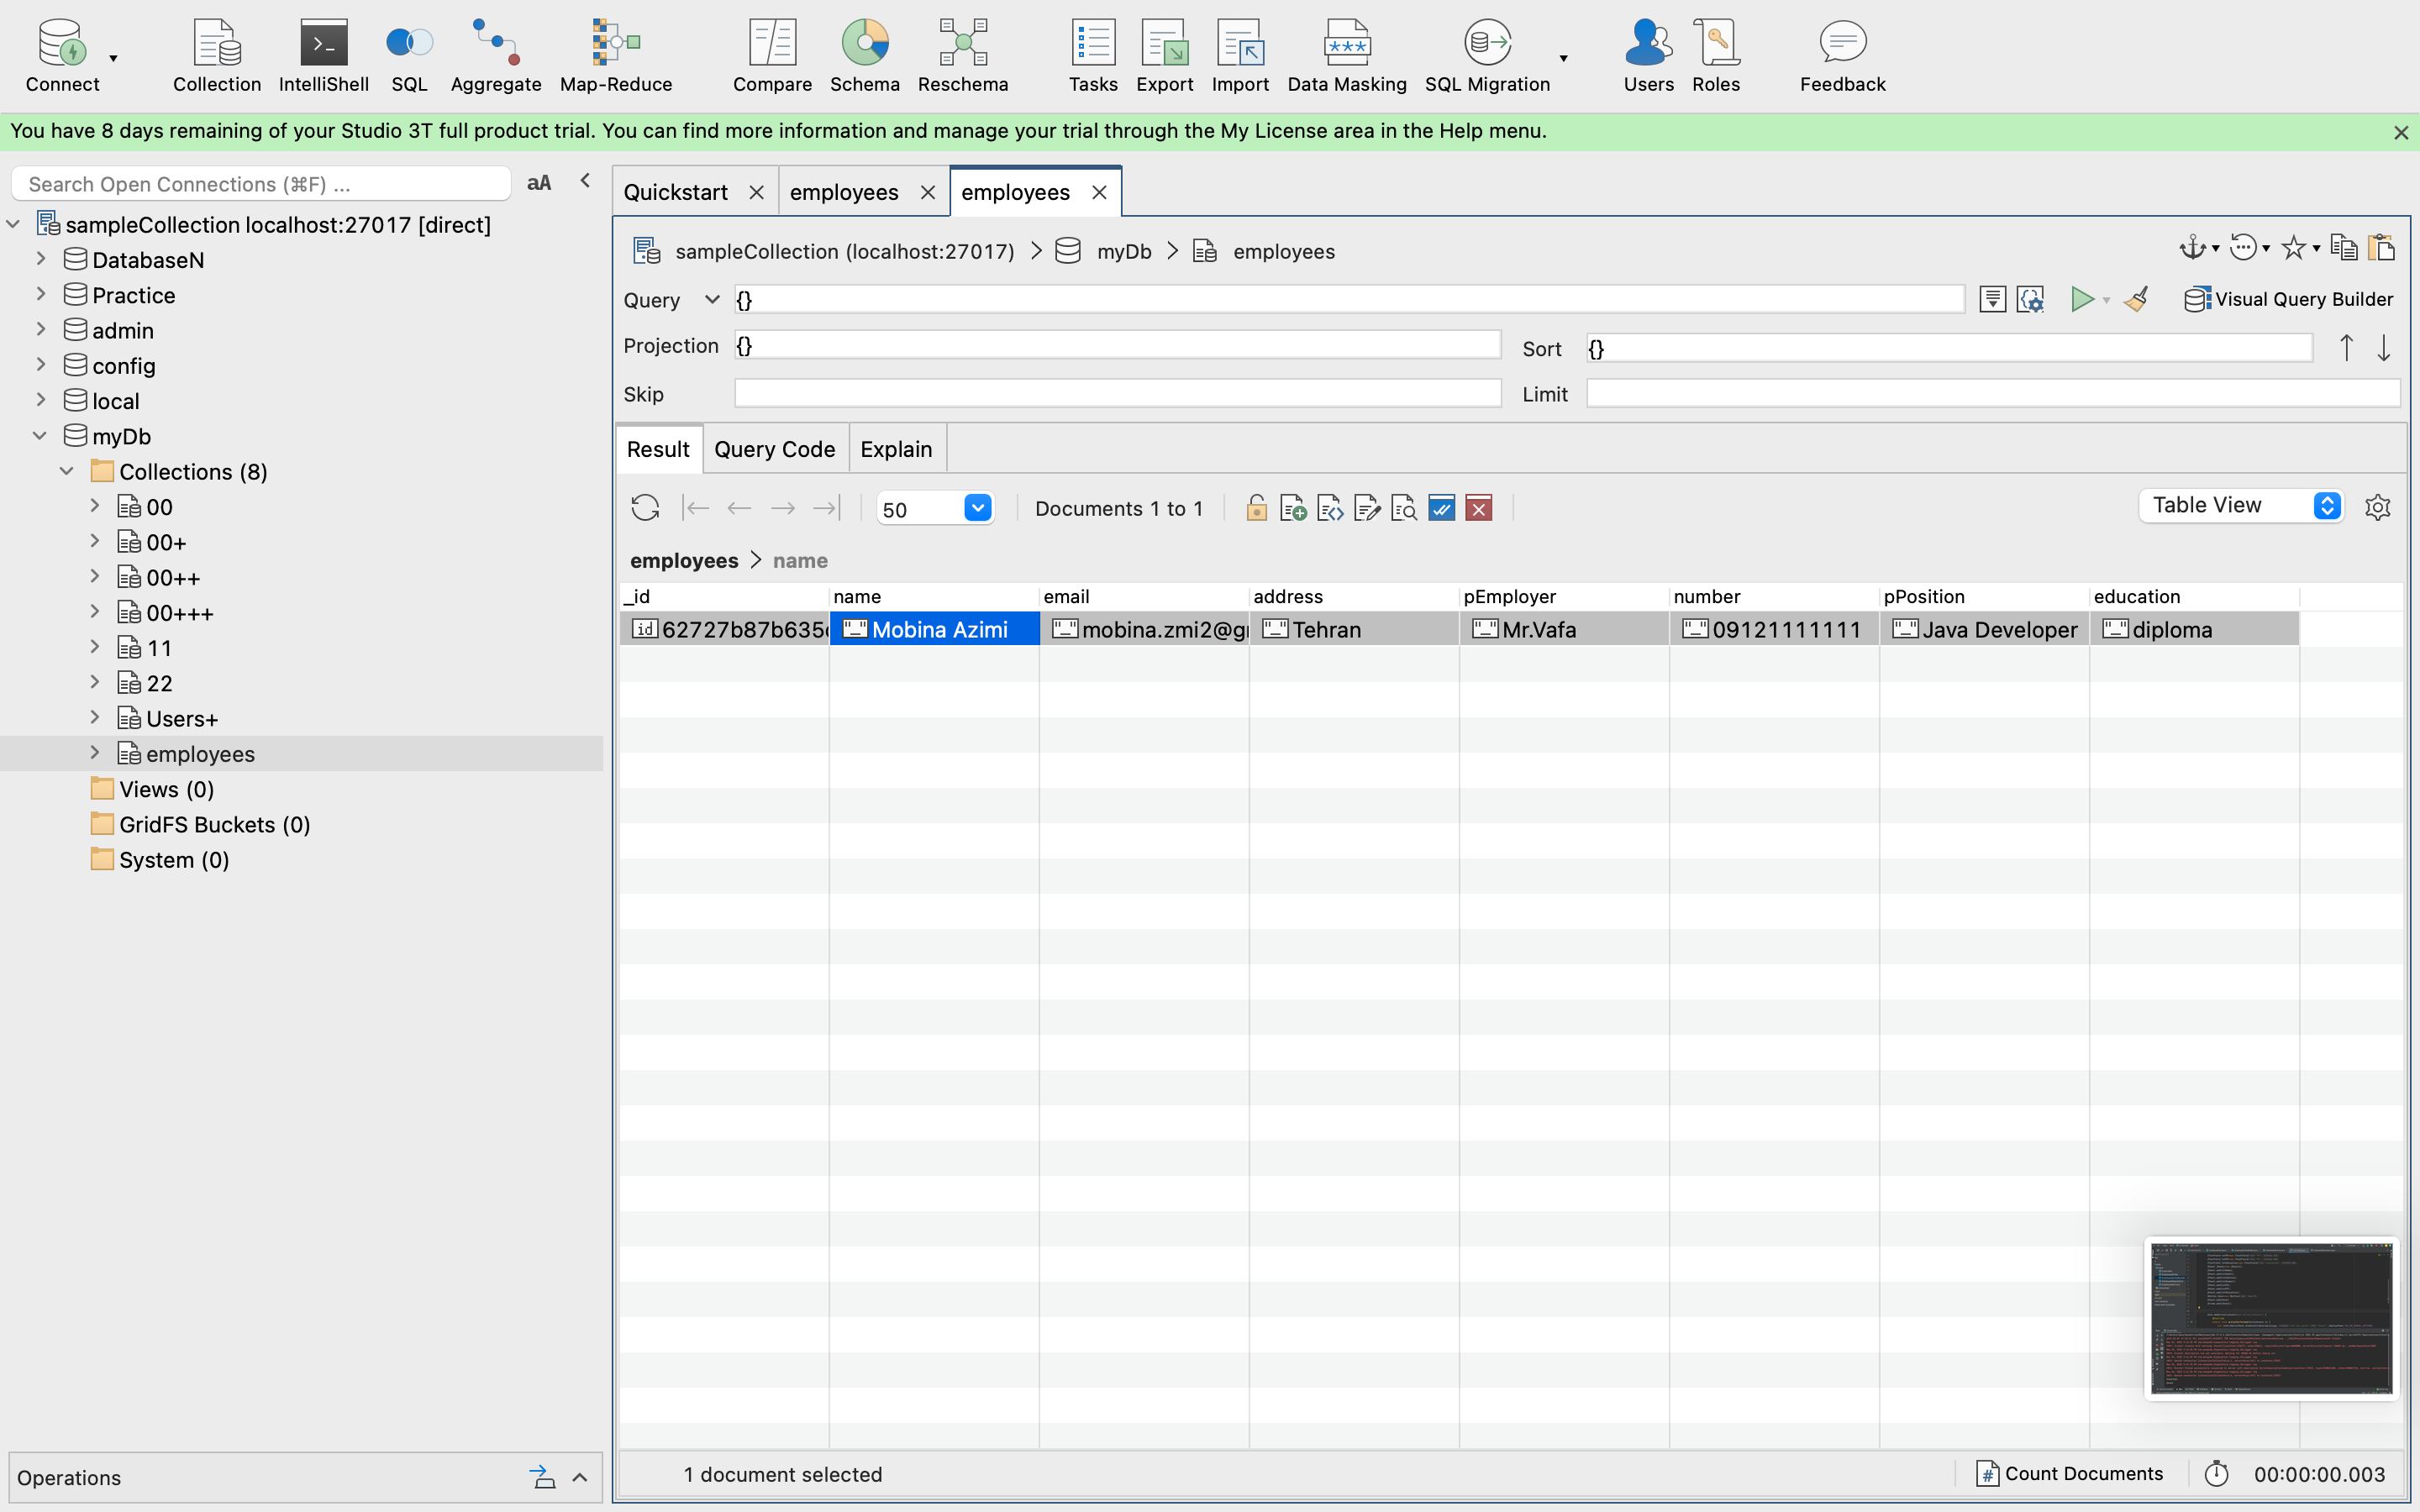 Connect
Collection
IntelliShell
SQL
Aggregate
Map-Reduce
Compare
Schema
Reschema
Tasks
Export
Import
Data Masking
SQL Migration
Users
Roles
Feedback
You have 8 days remaining of your Studio 3T full product trial. You can find more information and manage your trial through the My License area in the Help menu.
Search Open Connections (⌘F) ...
aA
sampleCollection localhost:27017 [direct]
DatabaseN
Practice
admin
config
local
myDb
Collections (8)
00
00+
00++
00+++
11
22
Users+
employees
Views (0)
GridFS Buckets (0)
System (0)
Operations
Quickstart
employees
employees
sampleCollection (localhost:27017) > myDb > employees
Query {}
Visual Query Builder
Projection {}
Sort {}
Skip
Limit
Result
Query Code
Explain
50
Documents 1 to 1
Table View
employees > name
_id name email address pEmployer number pPosition education
id 62727b87b635 Mobina Azimi mobina.zmi2@g Tehran Mr.Vafa 09121111111 Java Developer diploma
1 document selected
Count Documents
00:00:00.003